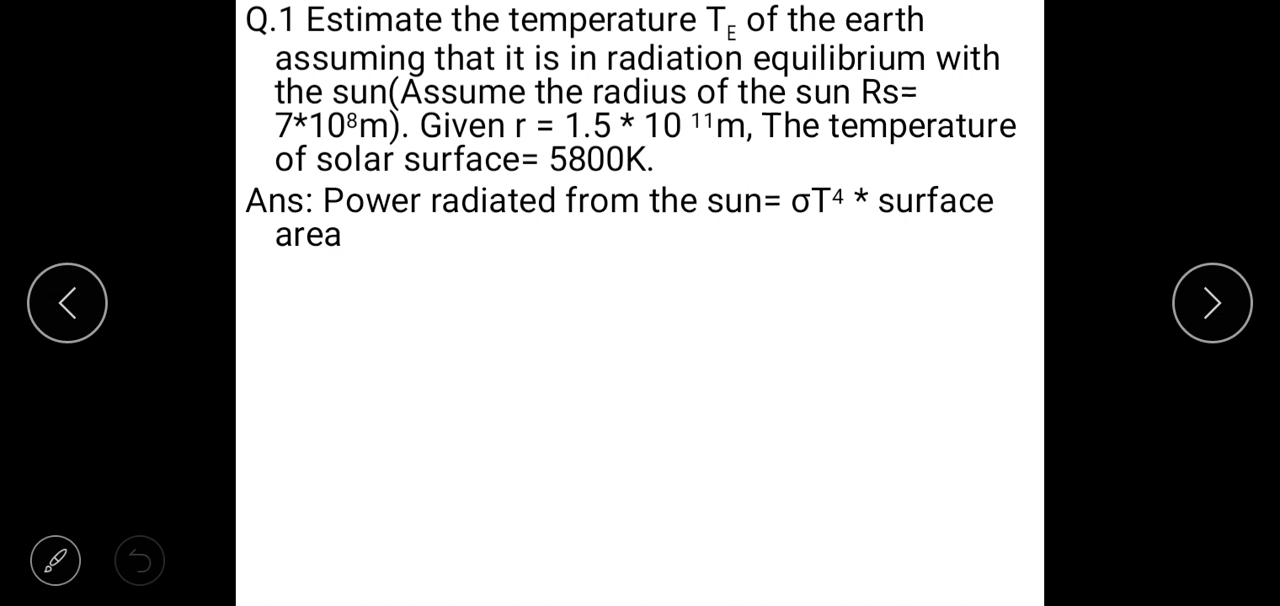 Q.1 Estimate the temperature T_E of the earth
assuming that it is in radiation equilibrium with
the sun(Assume the radius of the sun Rs=
7*10⁸m). Given r = 1.5 * 10 ¹¹m, The temperature
of solar surface= 5800K.
Ans: Power radiated from the sun= σT⁴ * surface
area